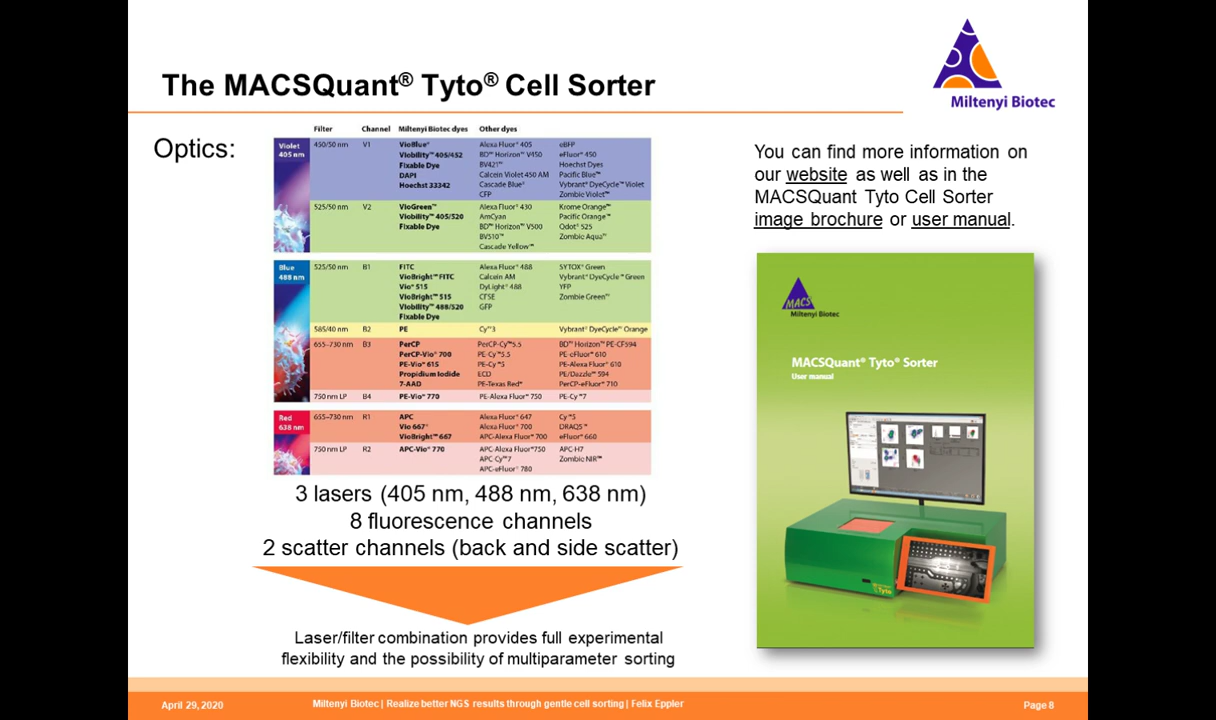 The MACSQuant® Tyto® Cell Sorter
Miltenyi Biotec
Optics:
Filter Channel Miltenyi Biotec dyes Other dyes
Violet 405 nm
450/50 nm V1 VioBlue® Alexa Fluor® 405 eBFP
Viobility™ 405/452 BD™ Horizon™ V450 eFluor® 450
Fixable Dye BV421™ Hoechst Dyes
DAPI Calcein Violet 450 AM Pacific Blue™
Hoechst 33342 Cascade Blue® Vybrant® DyeCycle™ Violet
CFP Zombie Violet™
525/50 nm V2 VioGreen™ Alexa Fluor® 430 Krome Orange™
Viobility™ 405/520 AmCyan Pacific Orange™
Fixable Dye BD™ Horizon™ V500 Qdot® 525
BV510™ Zombie Aqua™
Cascade Yellow™
Blue 488 nm
525/50 nm B1 FITC Alexa Fluor® 488 SYTOX® Green
VioBright™ FITC Calcein AM Vybrant® DyeCycle™ Green
Vio® 515 DyLight® 488 YFP
VioBright™ 515 CFSE Zombie Green™
Viobility™ 488/520 GFP
Fixable Dye
585/40 nm B2 PE Cy™3 Vybrant® DyeCycle™ Orange
655–730 nm B3 PerCP PerCP-Cy™5.5 BD™ Horizon™ PE-CF594
PerCP-Vio® 700 PE-Cy™5.5 PE-eFluor® 610
PE-Vio® 615 PE-Cy™5 PE-Alexa Fluor® 610
Propidium Iodide ECD PE/Dazzle™ 594
7-AAD PE-Texas Red® PerCP-eFluor® 710
750 nm LP B4 PE-Vio® 770 PE-Alexa Fluor® 750 PE-Cy™7
Red 638 nm
655–730 nm R1 APC Alexa Fluor® 647 Cy™5
Vio 667® Alexa Fluor® 700 DRAQ5™
VioBright™ 667 APC-Alexa Fluor® 700 eFluor® 660
750 nm LP R2 APC-Vio® 770 APC-Alexa Fluor®750 APC-H7
APC-Cy™7 Zombie NIR™
APC-eFluor® 780
3 lasers (405 nm, 488 nm, 638 nm)
8 fluorescence channels
2 scatter channels (back and side scatter)
Laser/filter combination provides full experimental
flexibility and the possibility of multiparameter sorting
You can find more information on
our website as well as in the
MACSQuant Tyto Cell Sorter
image brochure or user manual.
MACS
Miltenyi Biotec
MACSQuant® Tyto® Sorter
User manual
Tyto
April 29, 2020
Miltenyi Biotec | Realize better NGS results through gentle cell sorting | Felix Eppler
Page 8